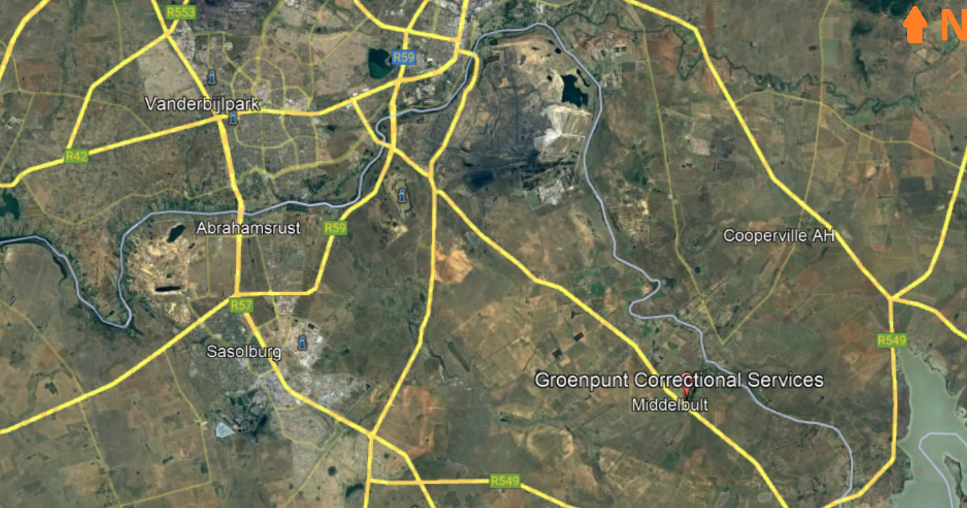 R553
N
R59
Vanderbijlpark
R42
Abrahamsrust
R59
Cooperville AH
R57
R549
Sasolburg
Groenpunt Correctional Services
Middelbult
R549